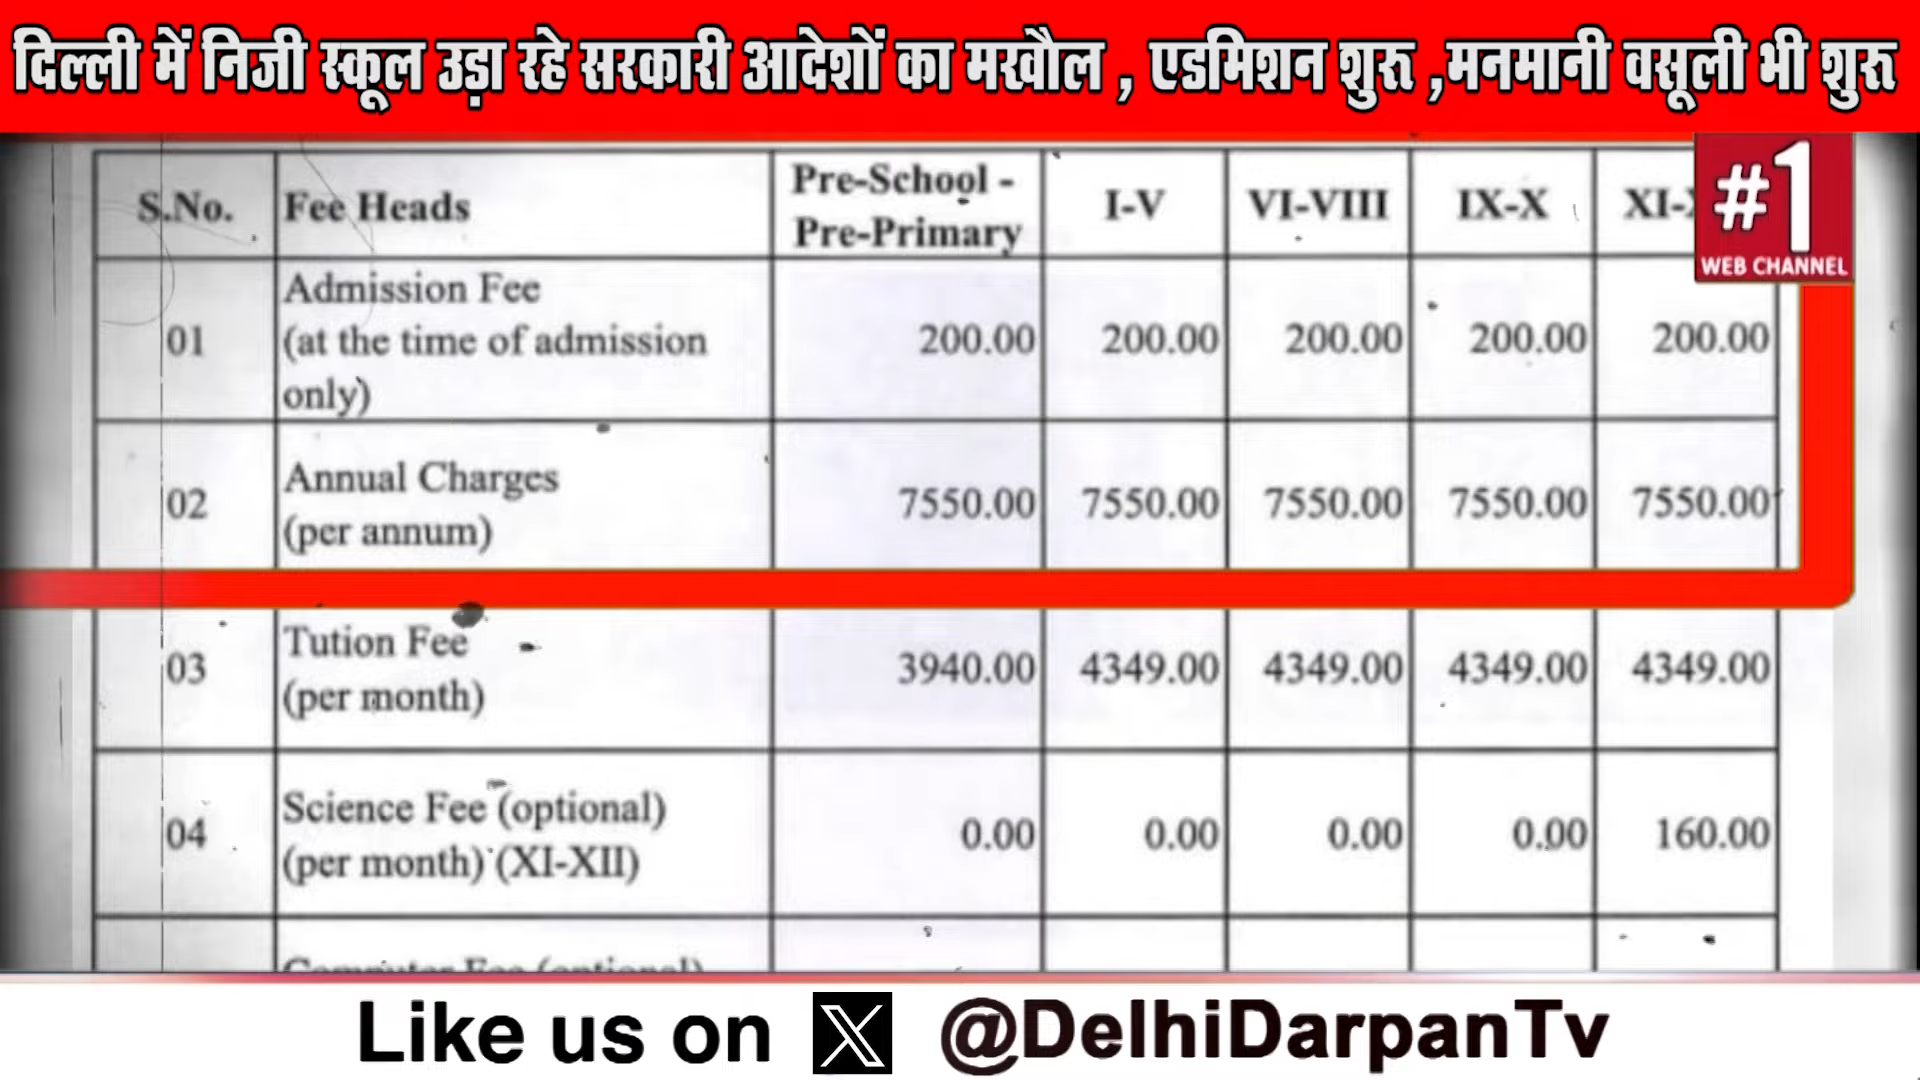 दिल्ली में निजी स्कूल उड़ा रहे सरकारी आदेशों का मखौल , एडमिशन शुरू ,मनमानी वसूली भी शुरू
#1
WEB CHANNEL
S.No. Fee Heads Pre-School - Pre-Primary I-V VI-VIII IX-X
01 Admission Fee
(at the time of admission
only) 200.00 200.00 200.00 200.00 200.00
02 Annual Charges
(per annum) 7550.00 7550.00 7550.00 7550.00 7550.00
03 Tution Fee
(per month) 3940.00 4349.00 4349.00 4349.00 4349.00
04 Science Fee (optional)
(per month) (XI-XII) 0.00 0.00 0.00 0.00 160.00
Computer Fee (optional)
Like us on X @DelhiDarpanTv